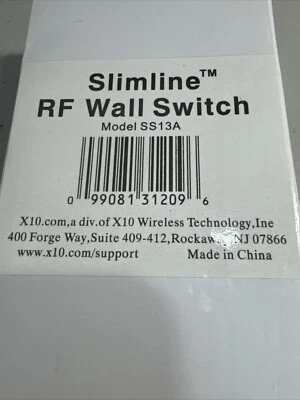 Slimline™
RF Wall Switch
Model SS13A
0 99081 31209 6
X10.com,a div.of X10 Wireless Technology,Inc
400 Forge Way,Suite 409-412,Rockaway,NJ 07866
www.x10.com/support Made in China